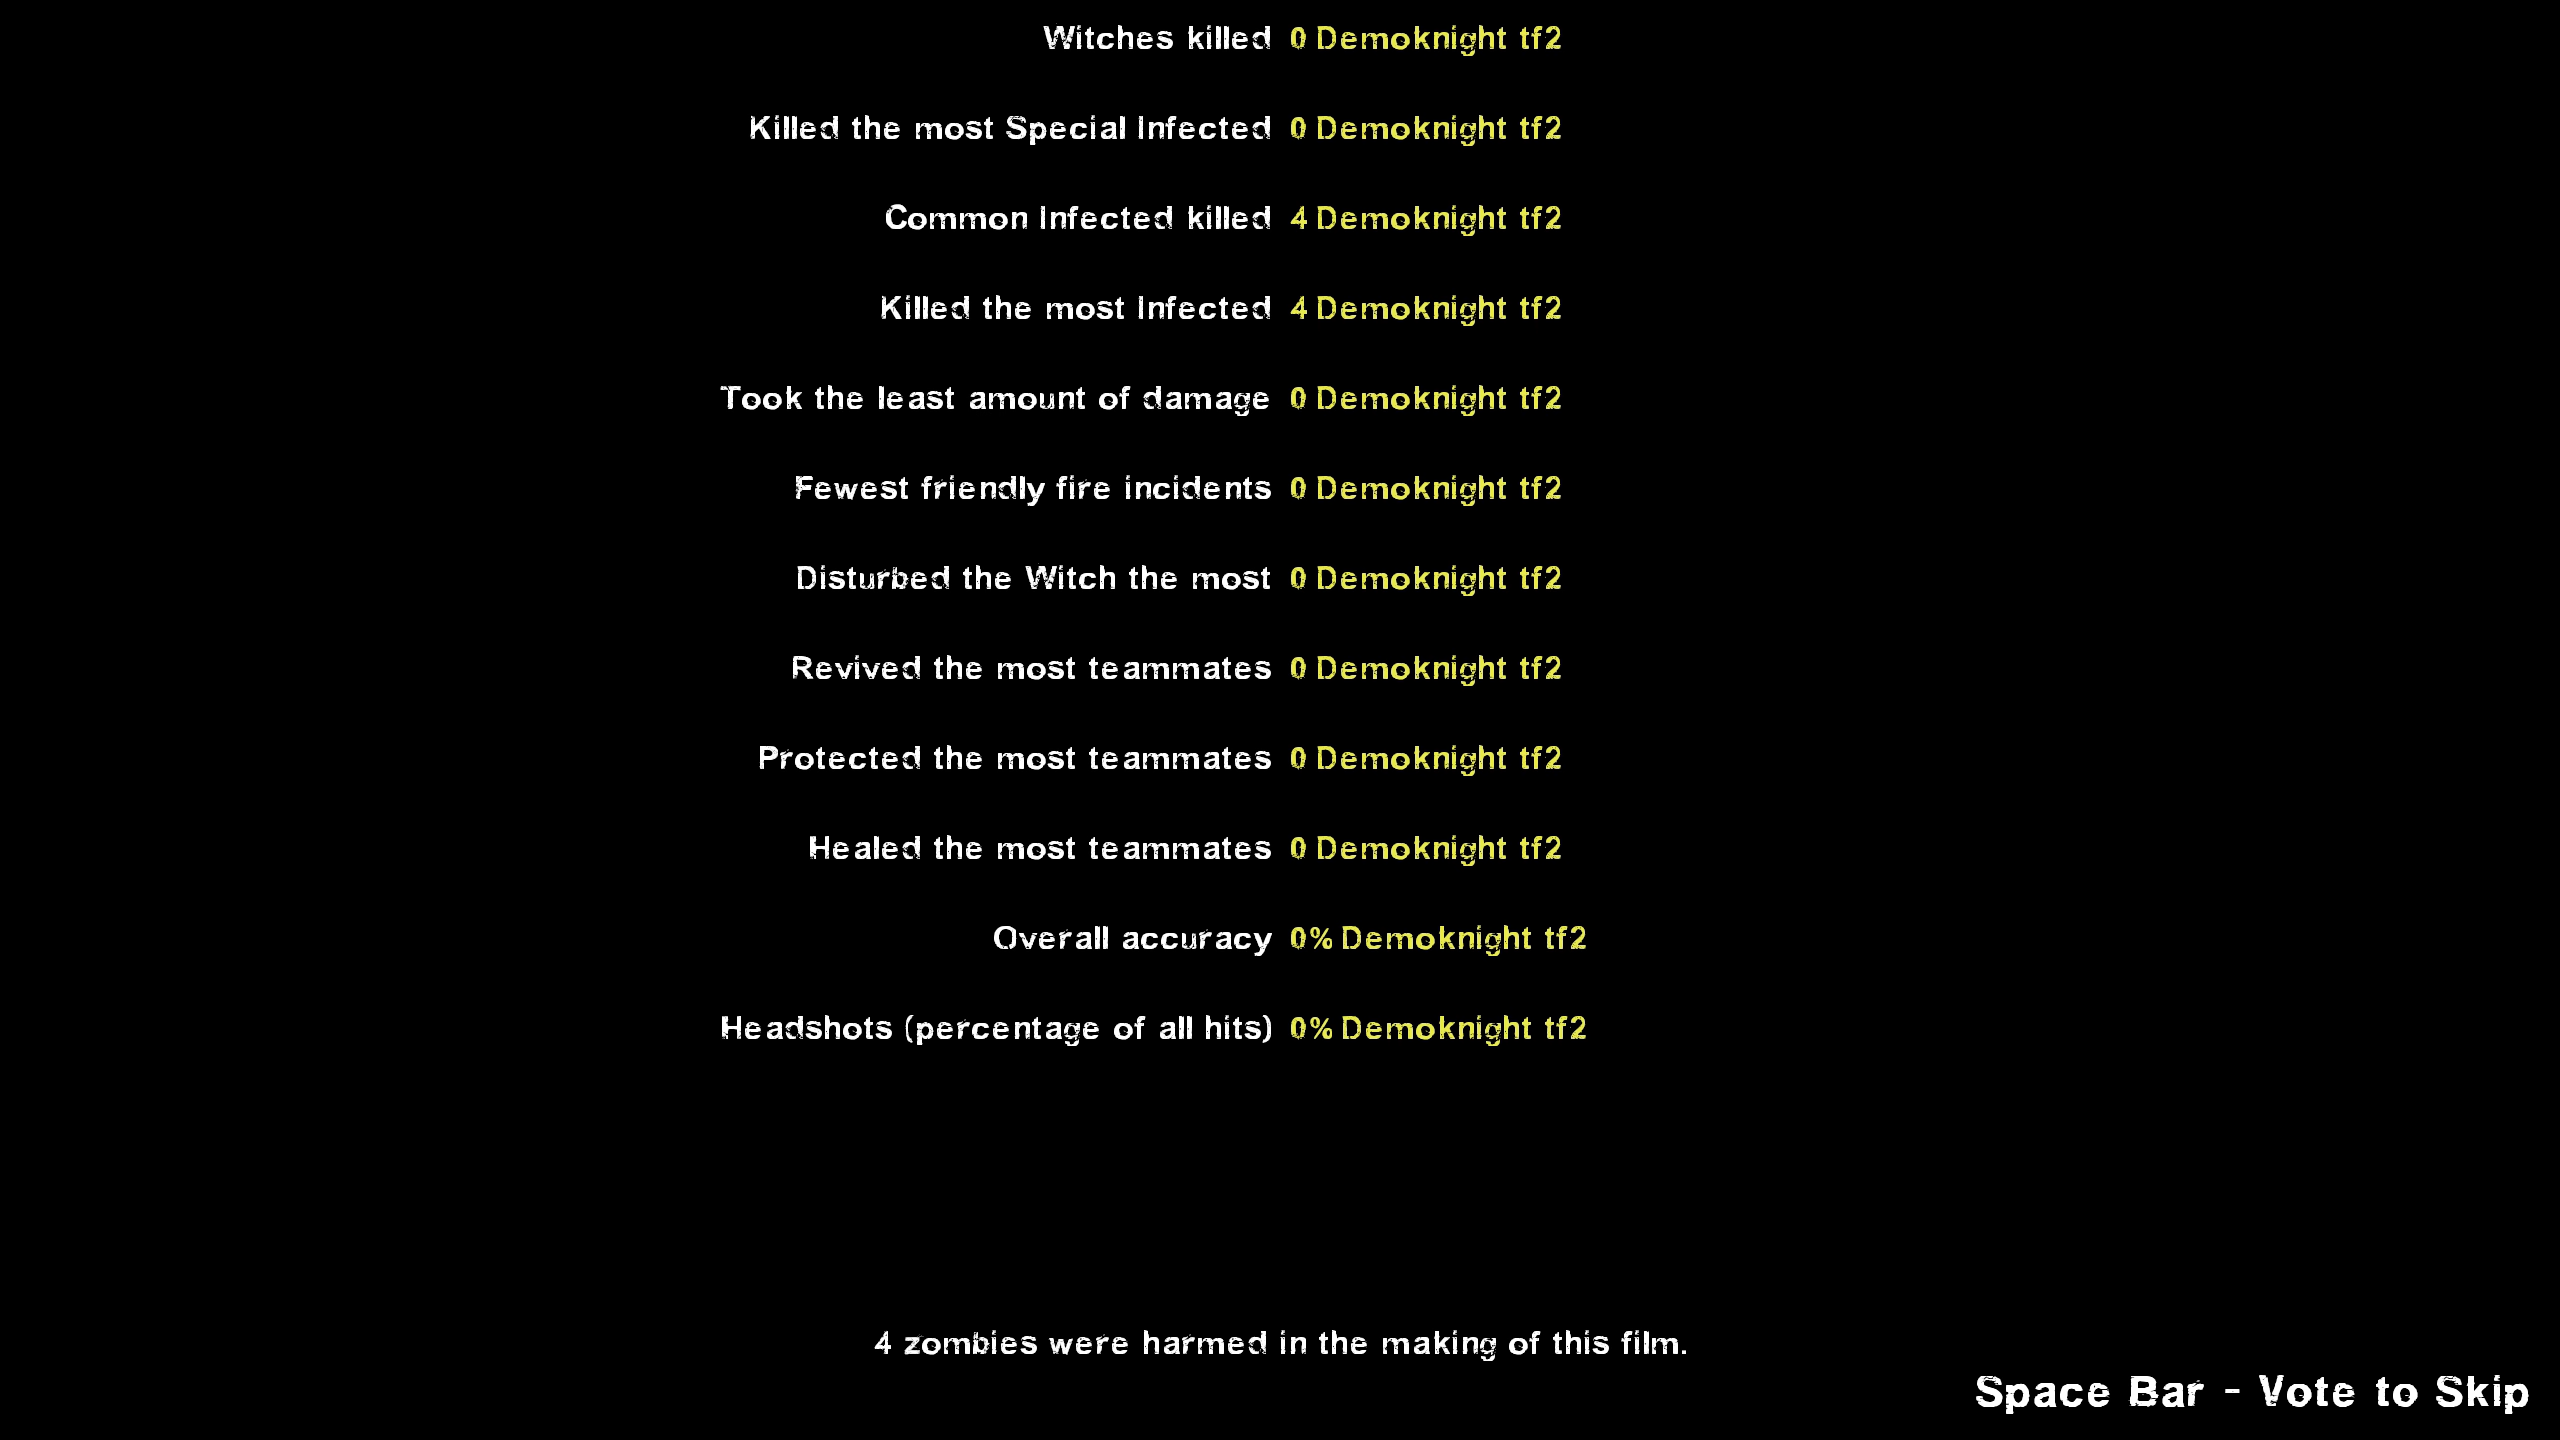 Witches killed 0 Demoknight tf2
Killed the most Special Infected 0 Demoknight tf2
Common Infected killed 4 Demoknight tf2
Killed the most Infected 4 Demoknight tf2
Took the least amount of damage 0 Demoknight tf2
Fewest friendly fire incidents 0 Demoknight tf2
Disturbed the Witch the most 0 Demoknight tf2
Revived the most teammates 0 Demoknight tf2
Protected the most teammates 0 Demoknight tf2
Healed the most teammates 0 Demoknight tf2
Overall accuracy 0% Demoknight tf2
Headshots (percentage of all hits) 0% Demoknight tf2
4 zombies were harmed in the making of this film.
Space Bar - Vote to Skip